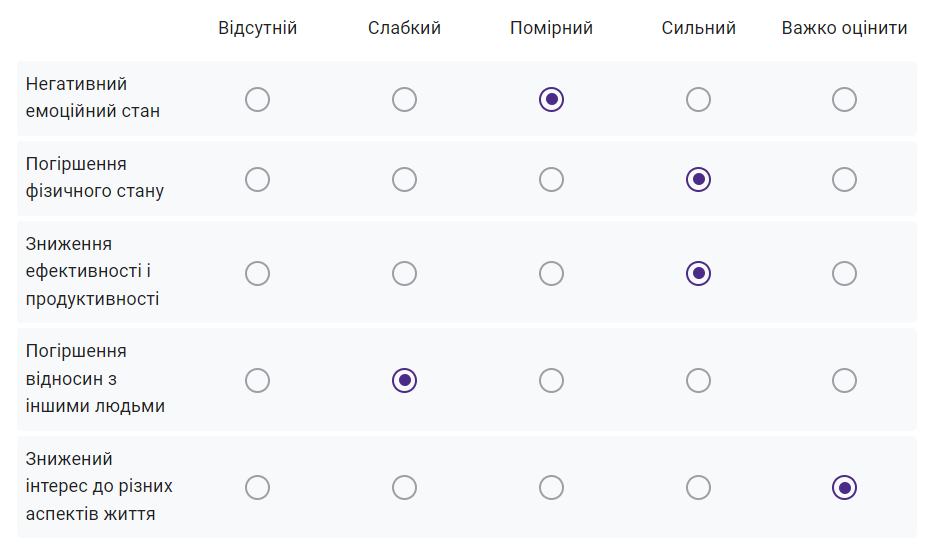 Відсутній Слабкий Помірний Сильний Важко оцінити
Негативний
емоційний стан
Погіршення
фізичного стану
Зниження
ефективності і
продуктивності
Погіршення
відносин з
іншими людьми
Знижений
інтерес до різних
аспектів життя